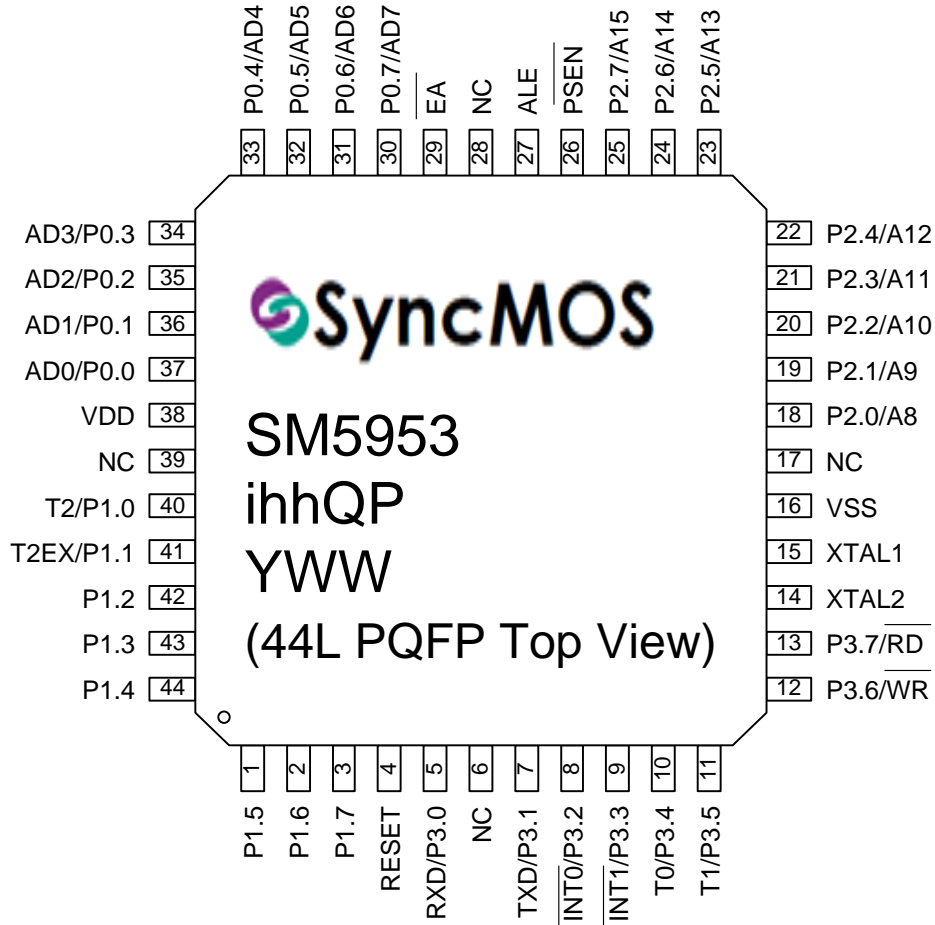 P0.4/AD4
P0.5/AD5
P0.6/AD6
P0.7/AD7
EA
NC
ALE
PSEN
P2.7/A15
P2.6/A14
P2.5/A13
33
32
31
30
29
28
27
26
25
24
23
AD3/P0.3 34
AD2/P0.2 35
AD1/P0.1 36
AD0/P0.0 37
VDD 38
NC 39
T2/P1.0 40
T2EX/P1.1 41
P1.2 42
P1.3 43
P1.4 44
SyncMOS
SM5953
ihhQP
YWW
(44L PQFP Top View)
22 P2.4/A12
21 P2.3/A11
20 P2.2/A10
19 P2.1/A9
18 P2.0/A8
17 NC
16 VSS
15 XTAL1
14 XTAL2
13 P3.7/RD
12 P3.6/WR
1
2
3
4
5
6
7
8
9
10
11
P1.5
P1.6
P1.7
RESET
RXD/P3.0
NC
TXD/P3.1
INT0/P3.2
INT1/P3.3
T0/P3.4
T1/P3.5